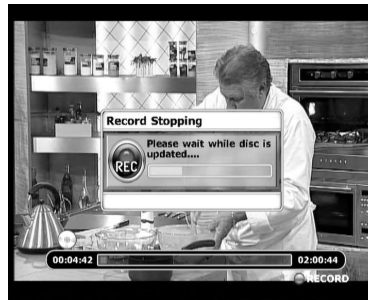 Record Stopping
Please wait while disc is
updated....
REC
00:04:42 02:00:44
RECORD